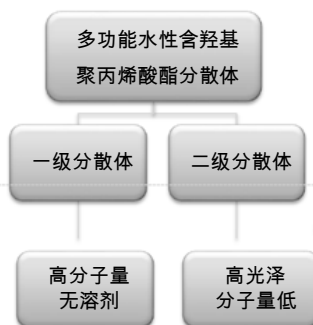 多功能水性含羟基
聚丙烯酸酯分散体
一级分散体
二级分散体
高分子量
无溶剂
高光泽
分子量低